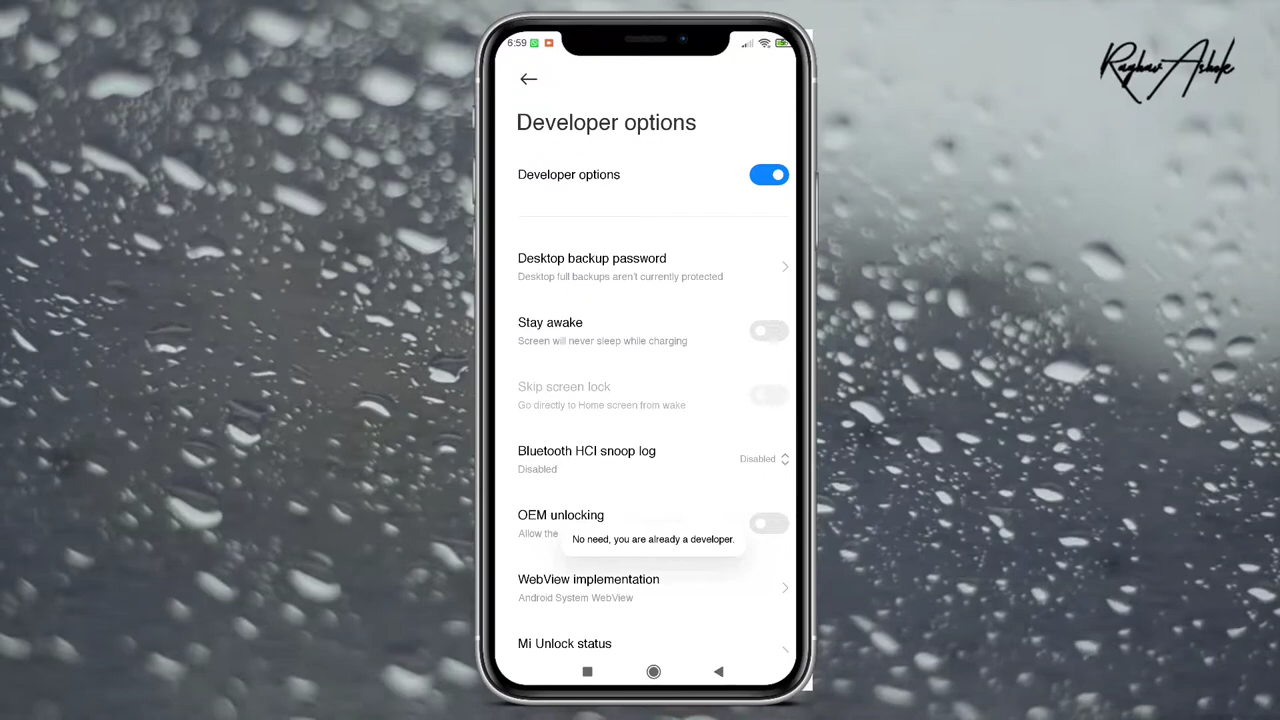 6:59
Raghav Ashok
Developer options
Developer options
Desktop backup password
Desktop full backups aren't currently protected
Stay awake
Screen will never sleep while charging
Skip screen lock
Go directly to Home screen from wake
Bluetooth HCI snoop log
Disabled
Disabled
OEM unlocking
Allow the
No need, you are already a developer.
WebView implementation
Android System WebView
Mi Unlock status